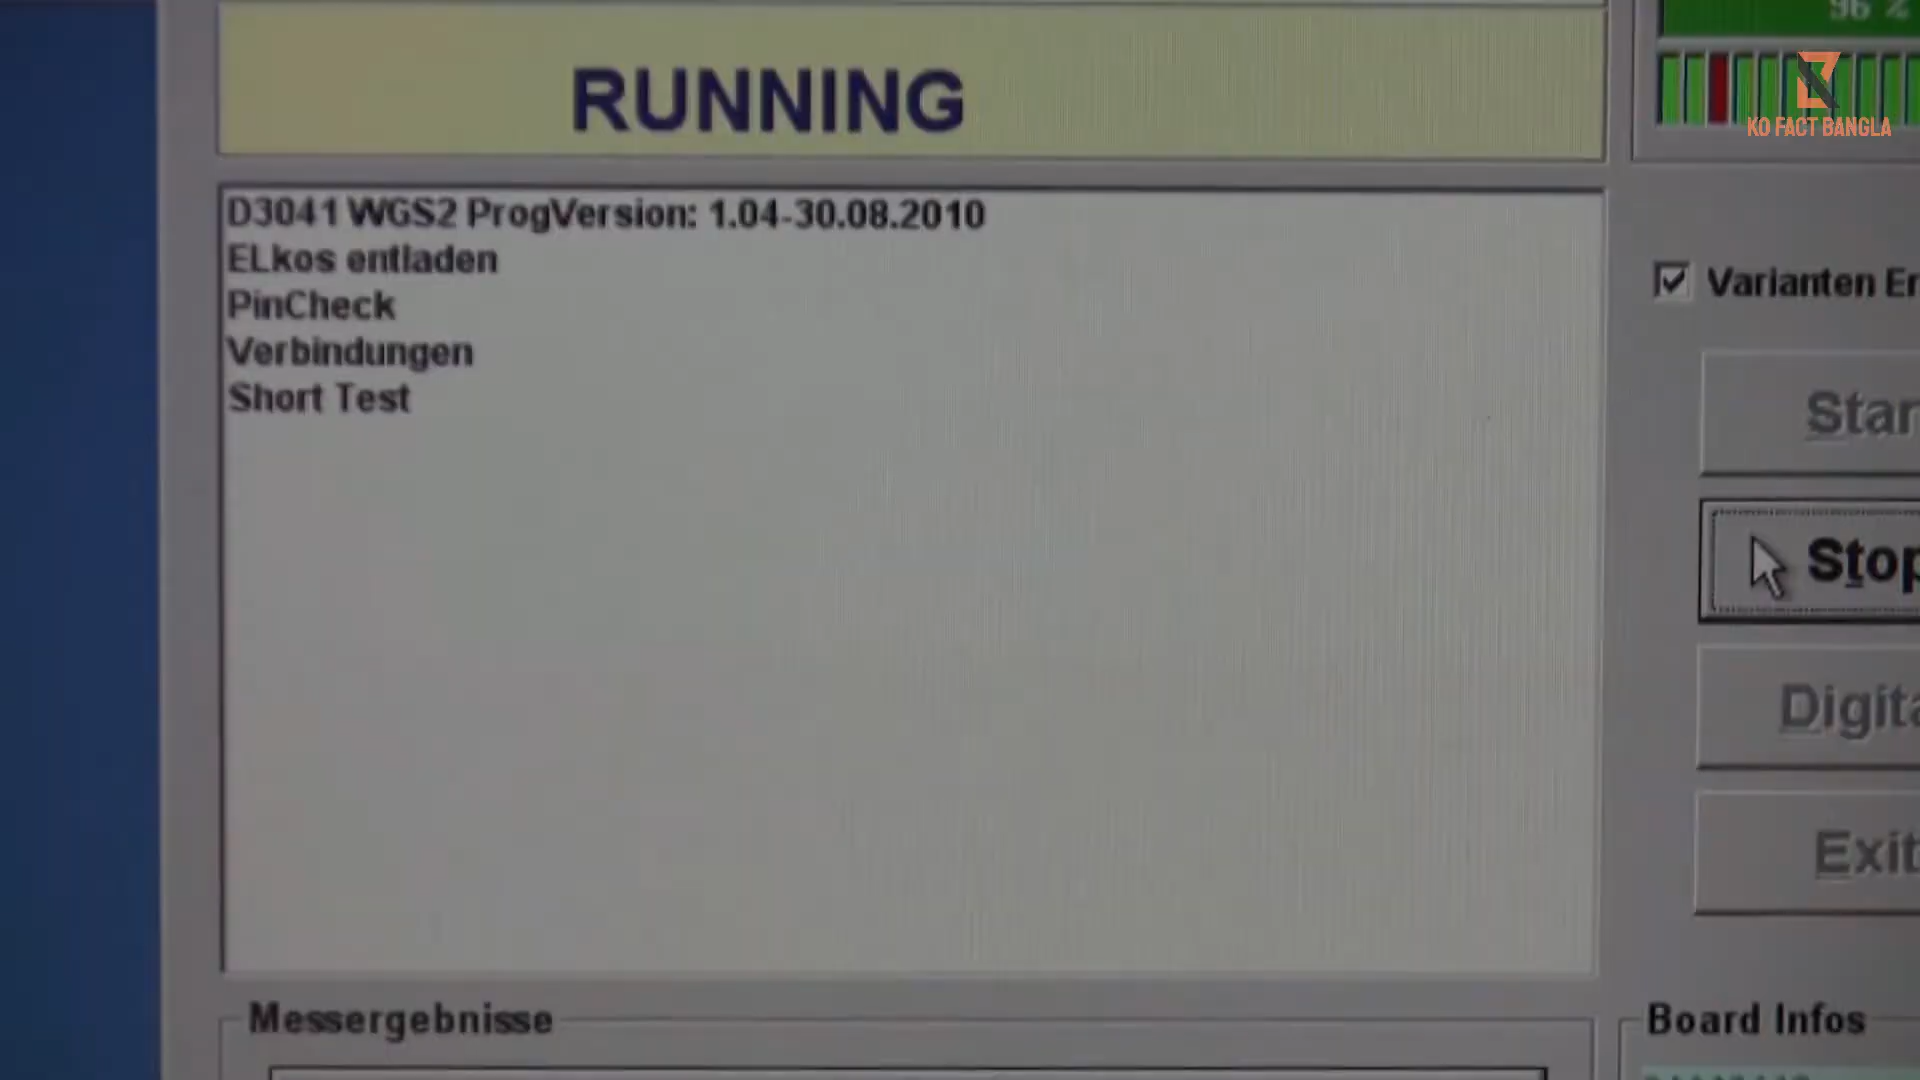 96 %
RUNNING
KO FACT BANGLA
D3041 WGS2 ProgVersion: 1.04-30.08.2010
ELkos entladen
PinCheck
Verbindungen
Short Test
Varianten Er
Star
Stop
Digita
Exit
Messergebnisse
Board Infos